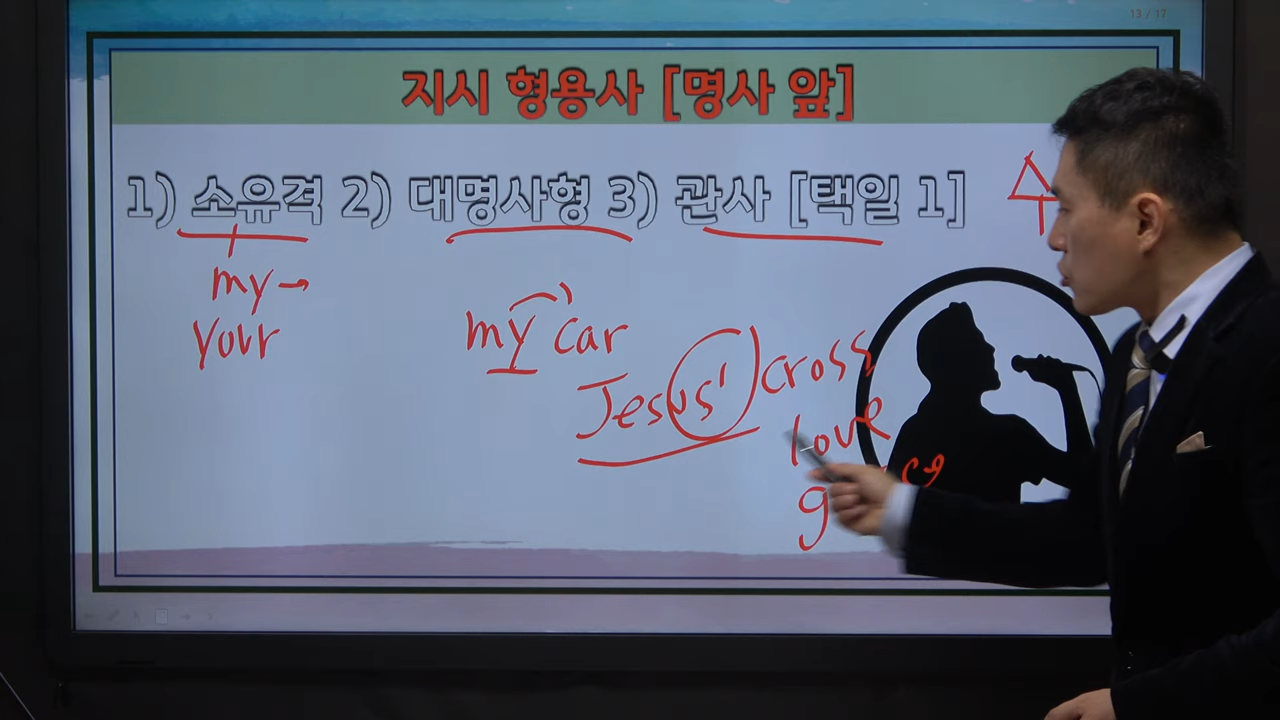 13 / 17
지시 형용사 [명사 앞]
1) 소유격 2) 대명사형 3) 관사 [택일 1]
수
my →
your
my car
Jesus' cross
love